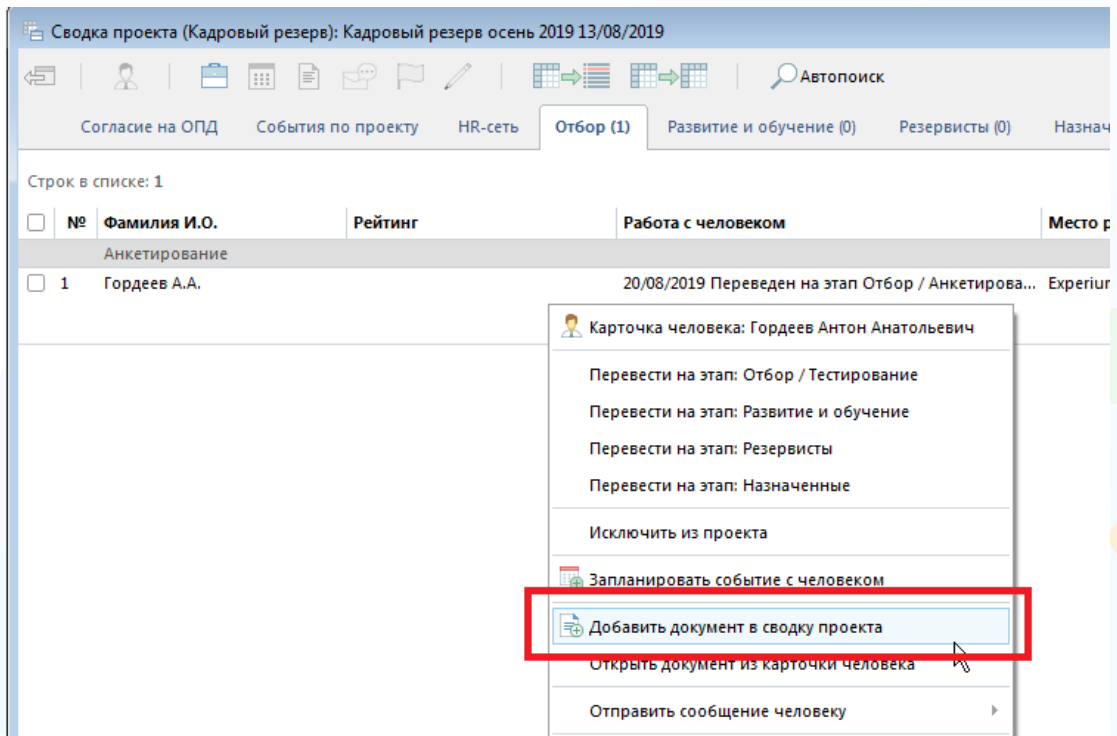 Сводка проекта (Кадровый резерв): Кадровый резерв осень 2019 13/08/2019
Автопоиск
Согласие на ОПД События по проекту HR-сеть Отбор (1) Развитие и обучение (0) Резервисты (0) Назнач
Строк в списке: 1
№ Фамилия И.О. Рейтинг Работа с человеком Место р
Анкетирование
1 Гордеев А.А. 20/08/2019 Переведен на этап Отбор / Анкетирова... Experiur
Карточка человека: Гордеев Антон Анатольевич
Перевести на этап: Отбор / Тестирование
Перевести на этап: Развитие и обучение
Перевести на этап: Резервисты
Перевести на этап: Назначенные
Исключить из проекта
Запланировать событие с человеком
Добавить документ в сводку проекта
Открыть документ из карточки человека
Отправить сообщение человеку